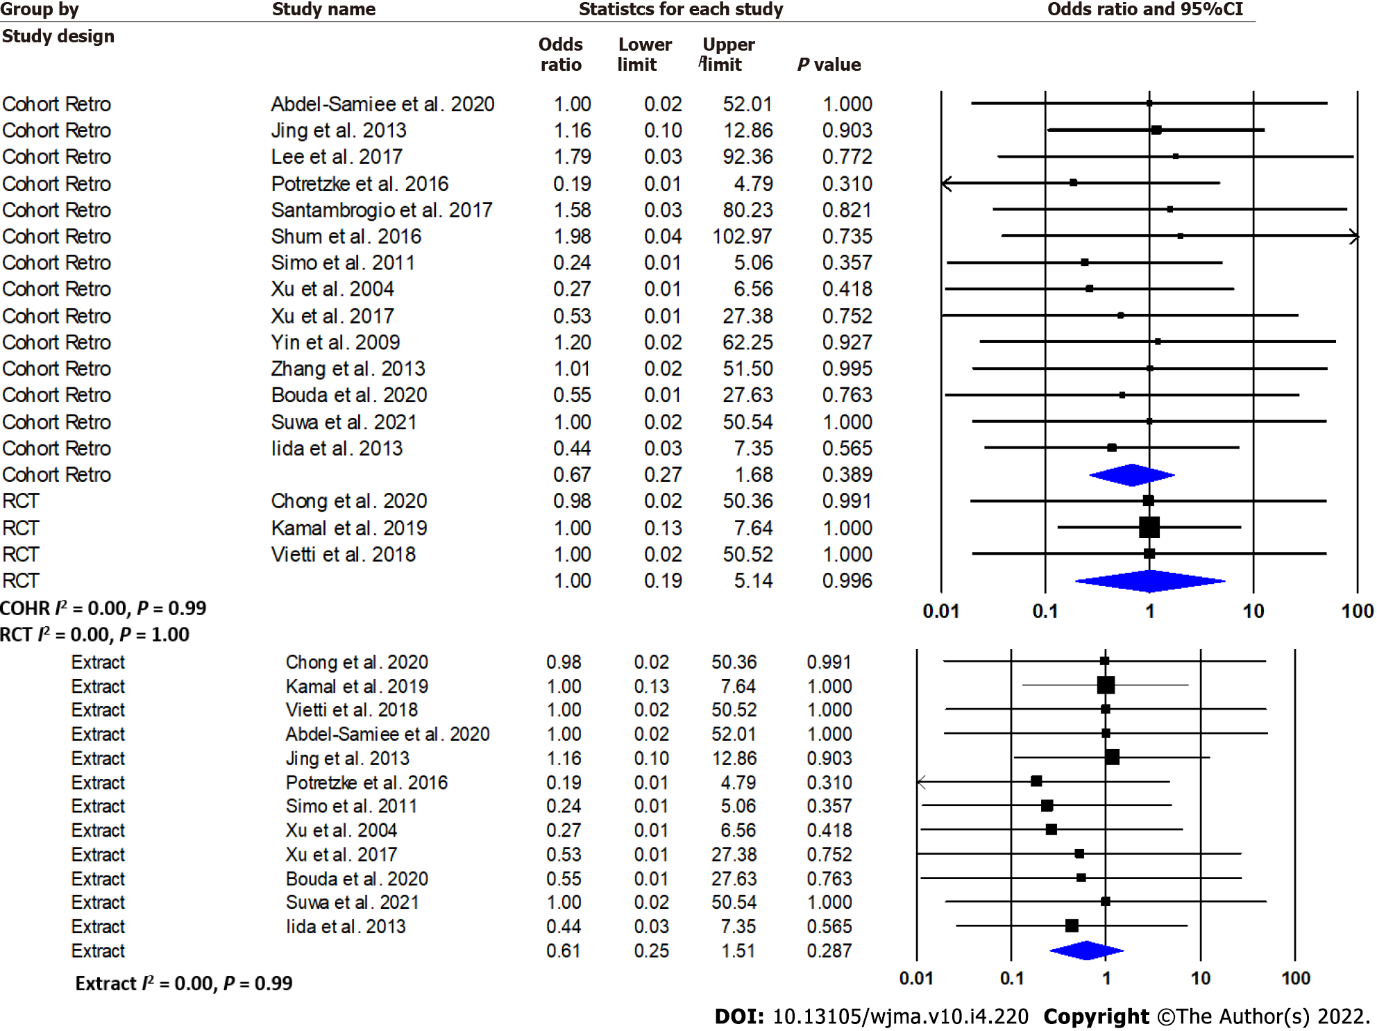 Group by Study name Statistcs for each study Odds ratio and 95%CI
Study design
Odds ratio Lower limit Upper limit P value
Cohort Retro Abdel-Samiee et al. 2020 1.00 0.02 52.01 1.000
Cohort Retro Jing et al. 2013 1.16 0.10 12.86 0.903
Cohort Retro Lee et al. 2017 1.79 0.03 92.36 0.772
Cohort Retro Potretzke et al. 2016 0.19 0.01 4.79 0.310
Cohort Retro Santambrogio et al. 2017 1.58 0.03 80.23 0.821
Cohort Retro Shum et al. 2016 1.98 0.04 102.97 0.735
Cohort Retro Simo et al. 2011 0.24 0.01 5.06 0.357
Cohort Retro Xu et al. 2004 0.27 0.01 6.56 0.418
Cohort Retro Xu et al. 2017 0.53 0.01 27.38 0.752
Cohort Retro Yin et al. 2009 1.20 0.02 62.25 0.927
Cohort Retro Zhang et al. 2013 1.01 0.02 51.50 0.995
Cohort Retro Bouda et al. 2020 0.55 0.01 27.63 0.763
Cohort Retro Suwa et al. 2021 1.00 0.02 50.54 1.000
Cohort Retro Iida et al. 2013 0.44 0.03 7.35 0.565
Cohort Retro 0.67 0.27 1.68 0.389
RCT Chong et al. 2020 0.98 0.02 50.36 0.991
RCT Kamal et al. 2019 1.00 0.13 7.64 1.000
RCT Vietti et al. 2018 1.00 0.02 50.52 1.000
RCT 1.00 0.19 5.14 0.996
COHR I² = 0.00, P = 0.99 0.01 0.1 1 10 100
RCT I² = 0.00, P = 1.00
Extract Chong et al. 2020 0.98 0.02 50.36 0.991
Extract Kamal et al. 2019 1.00 0.13 7.64 1.000
Extract Vietti et al. 2018 1.00 0.02 50.52 1.000
Extract Abdel-Samiee et al. 2020 1.00 0.02 52.01 1.000
Extract Jing et al. 2013 1.16 0.10 12.86 0.903
Extract Potretzke et al. 2016 0.19 0.01 4.79 0.310
Extract Simo et al. 2011 0.24 0.01 5.06 0.357
Extract Xu et al. 2004 0.27 0.01 6.56 0.418
Extract Xu et al. 2017 0.53 0.01 27.38 0.752
Extract Bouda et al. 2020 0.55 0.01 27.63 0.763
Extract Suwa et al. 2021 1.00 0.02 50.54 1.000
Extract Iida et al. 2013 0.44 0.03 7.35 0.565
Extract 0.61 0.25 1.51 0.287
0.01 0.1 1 10 100
Extract I² = 0.00, P = 0.99
DOI: 10.13105/wjma.v10.i4.220 Copyright ©The Author(s) 2022.